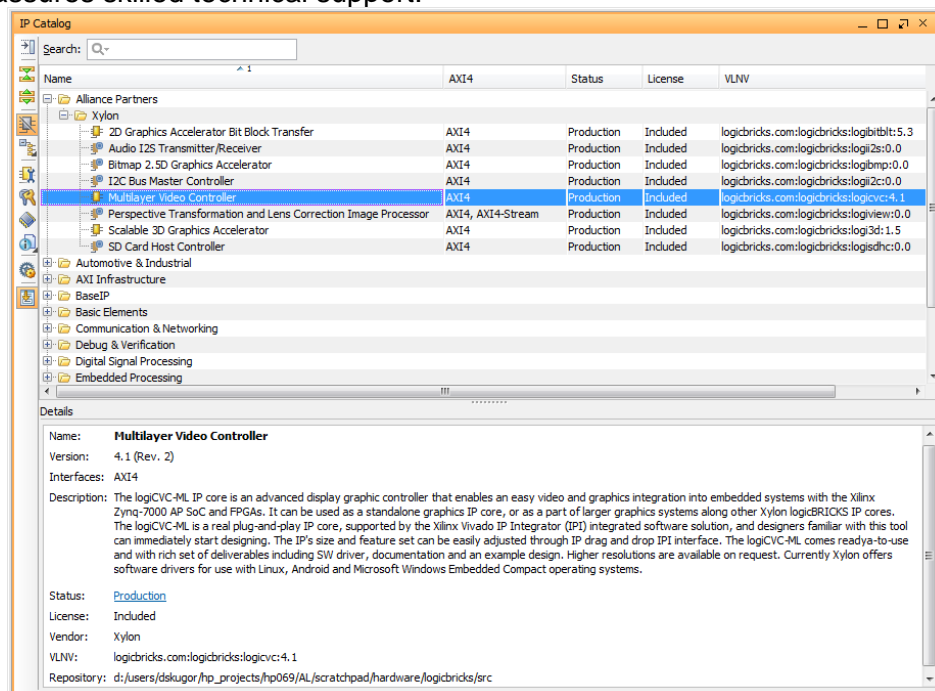 assures skilled technical support.
IP Catalog
Search:
Name 1 AXI4 Status License VLNV
Alliance Partners
Xylon
2D Graphics Accelerator Bit Block Transfer AXI4 Production Included logicbricks.com:logicbricks:logibitblt:5.3
Audio I2S Transmitter/Receiver AXI4 Production Included logicbricks.com:logicbricks:logii2s:0.0
Bitmap 2.5D Graphics Accelerator AXI4 Production Included logicbricks.com:logicbricks:logibmp:0.0
I2C Bus Master Controller AXI4 Production Included logicbricks.com:logicbricks:logii2c:0.0
Multilayer Video Controller AXI4 Production Included logicbricks.com:logicbricks:logicvc:4.1
Perspective Transformation and Lens Correction Image Processor AXI4, AXI4-Stream Production Included logicbricks.com:logicbricks:logiview:0.0
Scalable 3D Graphics Accelerator AXI4 Production Included logicbricks.com:logicbricks:logi3d:1.5
SD Card Host Controller AXI4 Production Included logicbricks.com:logicbricks:logisdhc:0.0
Automotive & Industrial
AXI Infrastructure
BaseIP
Basic Elements
Communication & Networking
Debug & Verification
Digital Signal Processing
Embedded Processing
Details
Name: Multilayer Video Controller
Version: 4.1 (Rev. 2)
Interfaces: AXI4
Description: The logiCVC-ML IP core is an advanced display graphic controller that enables an easy video and graphics integration into embedded systems with the Xilinx
Zynq-7000 AP SoC and FPGAs. It can be used as a standalone graphics IP core, or as a part of larger graphics systems along other Xylon logicBRICKS IP cores.
The logiCVC-ML is a real plug-and-play IP core, supported by the Xilinx Vivado IP Integrator (IPI) integrated software solution, and designers familiar with this tool
can immediately start designing. The IP's size and feature set can be easily adjusted through IP drag and drop IPI interface. The logiCVC-ML comes readya-to-use
and with rich set of deliverables including SW driver, documentation and an example design. Higher resolutions are available on request. Currently Xylon offers
software drivers for use with Linux, Android and Microsoft Windows Embedded Compact operating systems.
Status: Production
License: Included
Vendor: Xylon
VLNV: logicbricks.com:logicbricks:logicvc:4.1
Repository: d:/users/dskugor/hp_projects/hp069/AL/scratchpad/hardware/logicbricks/src